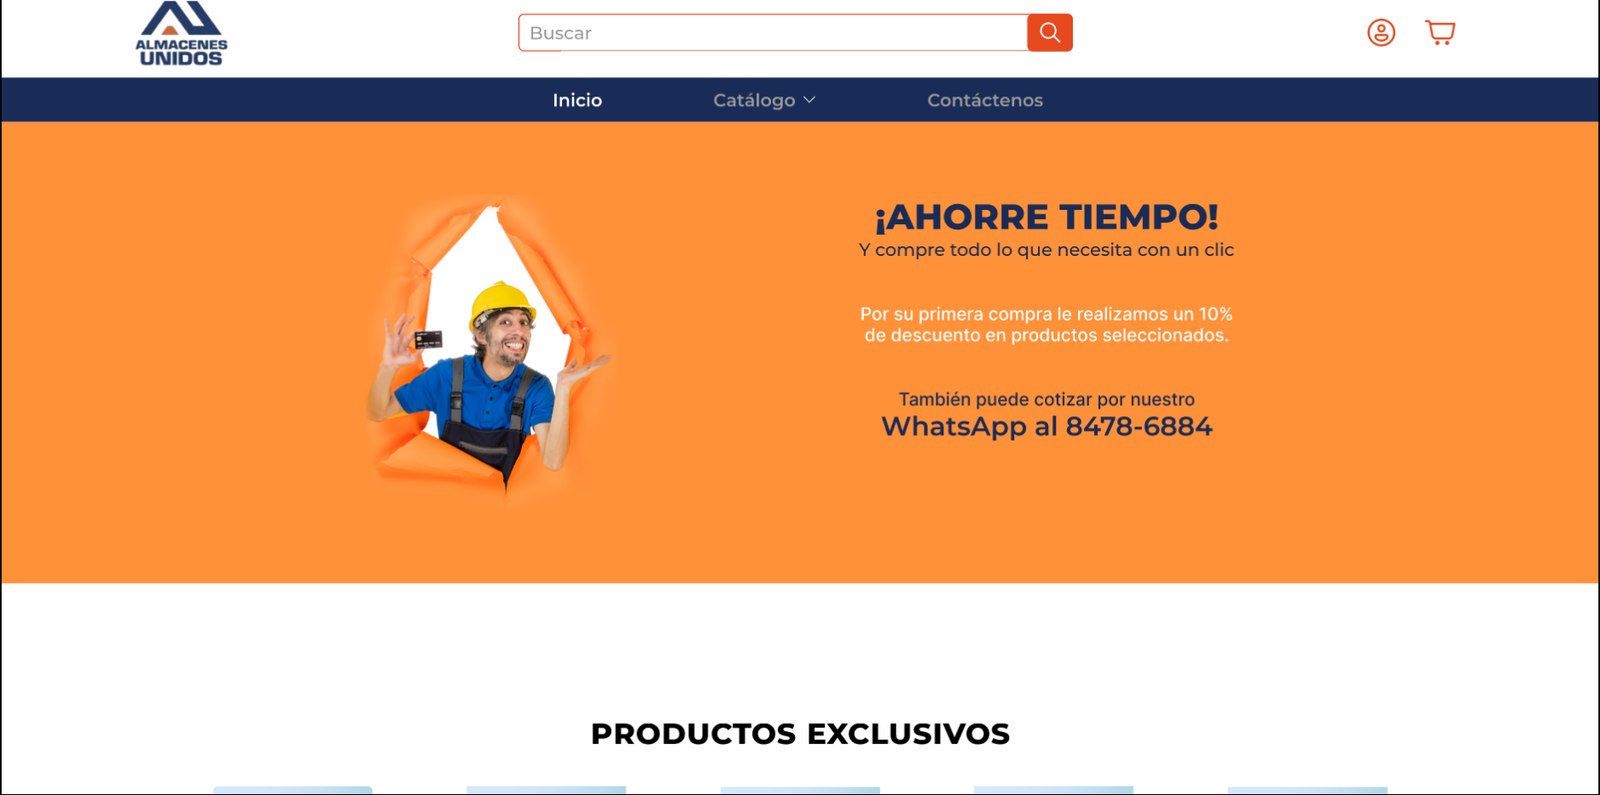 ALMACENES
UNIDOS
Buscar
Inicio
Catálogo
Contáctenos
¡AHORRE TIEMPO!
Y compre todo lo que necesita con un clic
Por su primera compra le realizamos un 10%
de descuento en productos seleccionados.
También puede cotizar por nuestro
WhatsApp al 8478-6884
PRODUCTOS EXCLUSIVOS